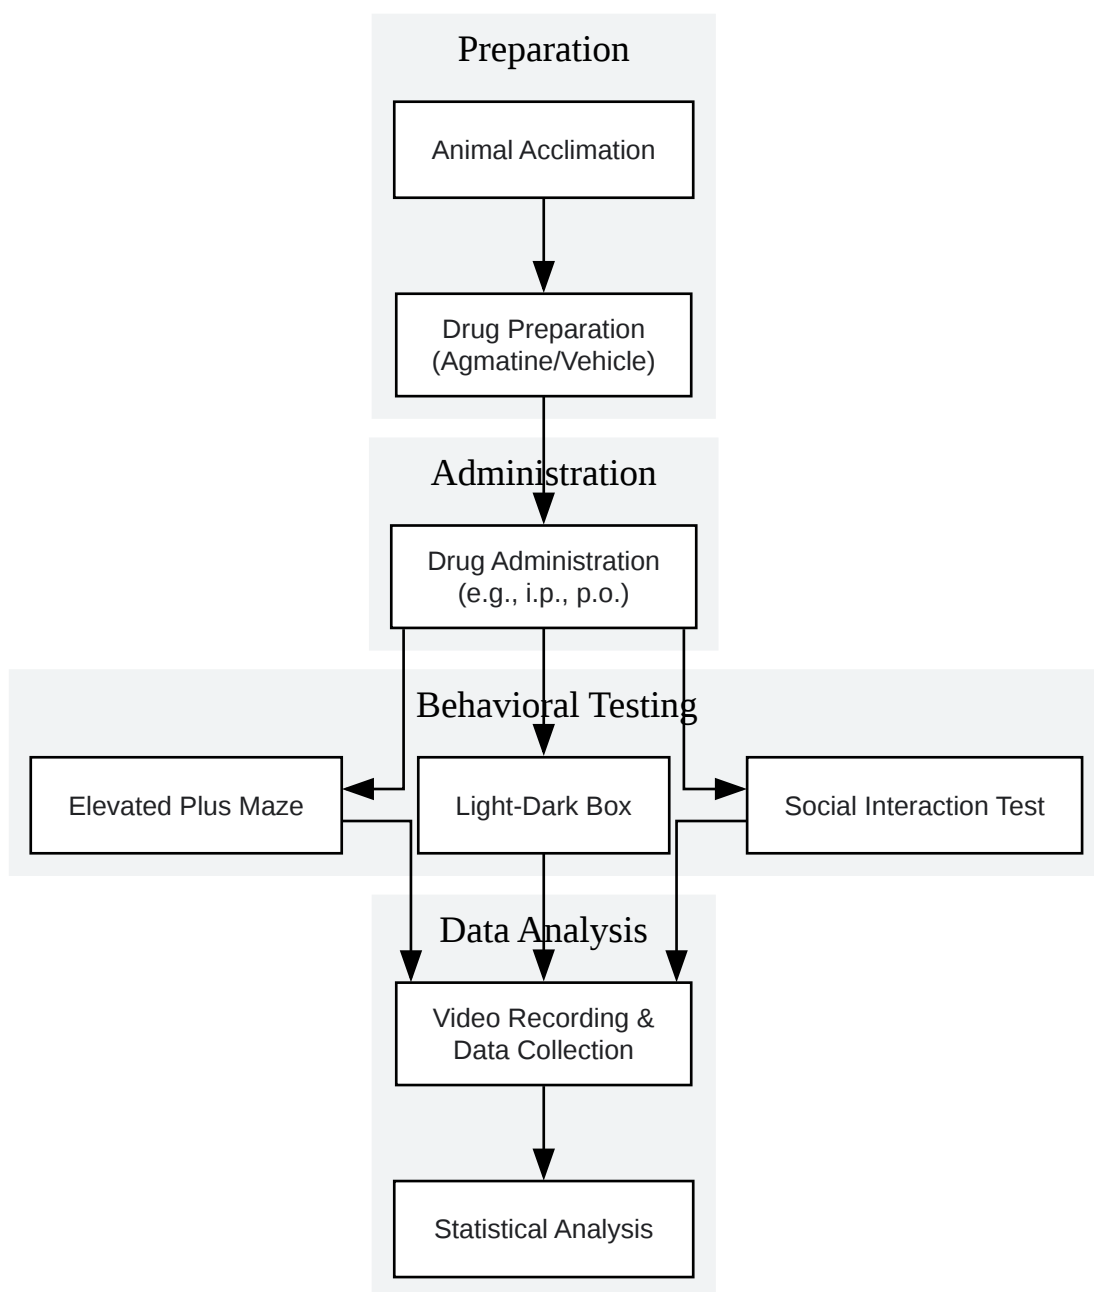 Preparation
Animal Acclimation
Drug Preparation
(Agmatine/Vehicle)
Administration
Drug Administration
(e.g., i.p., p.o.)
Behavioral Testing
Elevated Plus Maze
Light-Dark Box
Social Interaction Test
Data Analysis
Video Recording &
Data Collection
Statistical Analysis